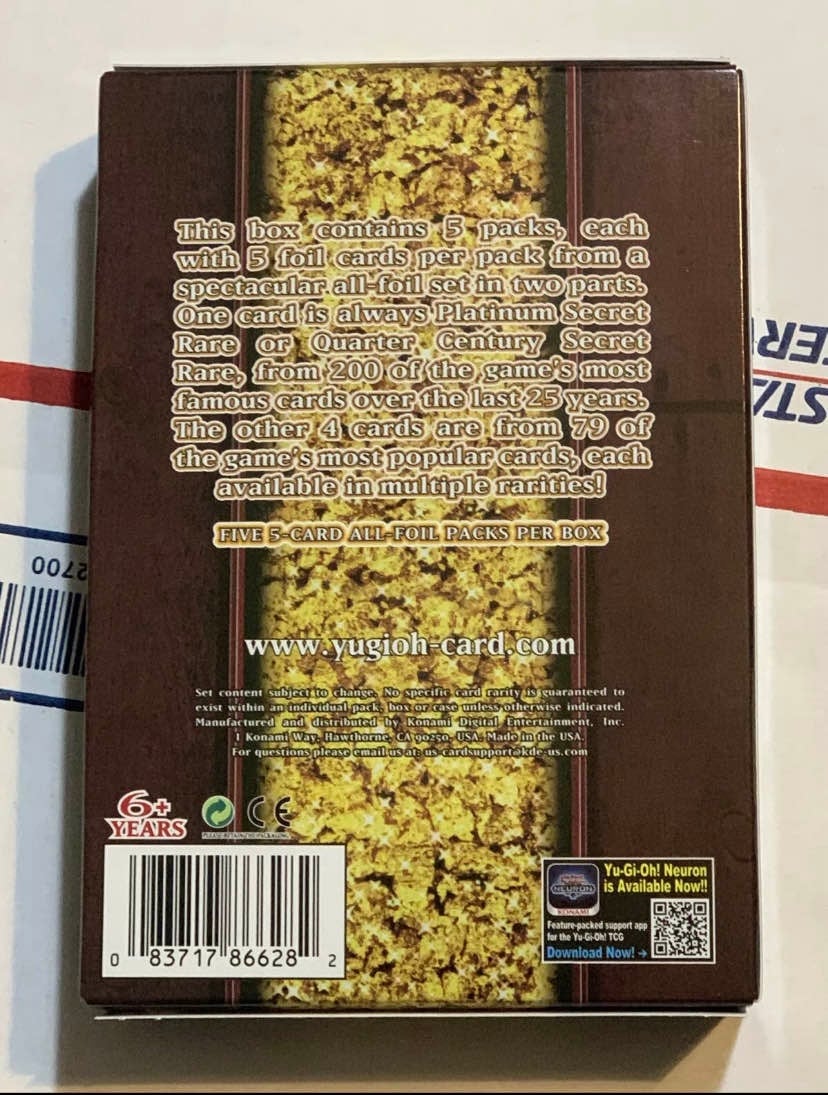 This box contains 5 packs, each
with 5 foil cards per pack from a
spectacular all-foil set in two parts.
One card is always Platinum Secret
Rare or Quarter Century Secret
Rare, from 200 of the game's most
famous cards over the last 25 years.
The other 4 cards are from 79 of
the game's most popular cards, each
available in multiple rarities!
FIVE 5-CARD ALL-FOIL PACKS PER BOX
www.yugioh-card.com
Set content subject to change. No specific card rarity is guaranteed to
exist within an individual pack, box or case unless otherwise indicated.
Manufactured and distributed by Konami Digital Entertainment, Inc.
1 Konami Way, Hawthorne, CA 90250, USA. Made in the USA.
For questions please email us at: us-cardsupport@kde-us.com
6+
YEARS
CE
PLEASE RETAIN THE PACKAGING
0 83717 86628 2
NEURON
KONAMI
Yu-Gi-Oh! Neuron
is Available Now!!
Feature-packed support app
for the Yu-Gi-Oh! TCG
Download Now! →
2700